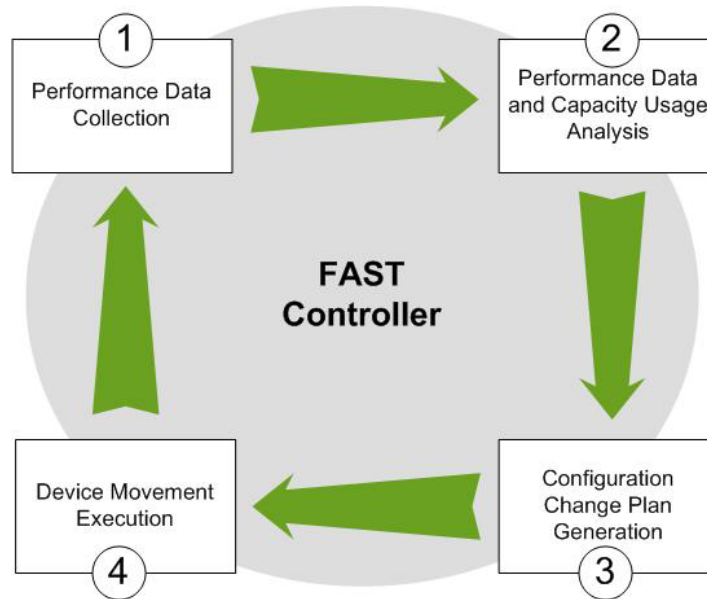 1
Performance Data
Collection
2
Performance Data
and Capacity Usage
Analysis
FAST
Controller
Device Movement
Execution
4
Configuration
Change Plan
Generation
3